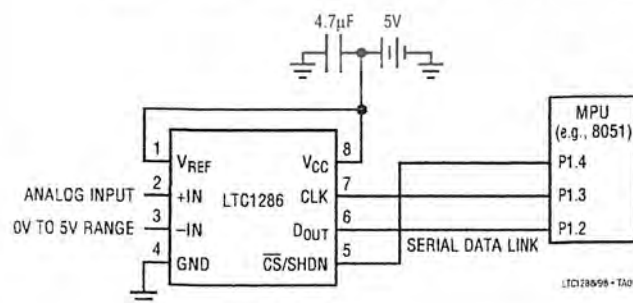 4.7µF 5V
MPU
(e.g., 8051)
1 VREF VCC 8
P1.4
ANALOG INPUT 2 +IN LTC1286 CLK 7 P1.3
0V TO 5V RANGE 3 –IN DOUT 6 P1.2
4 GND CS/SHDN 5 SERIAL DATA LINK
LTC1286/98 • TA01